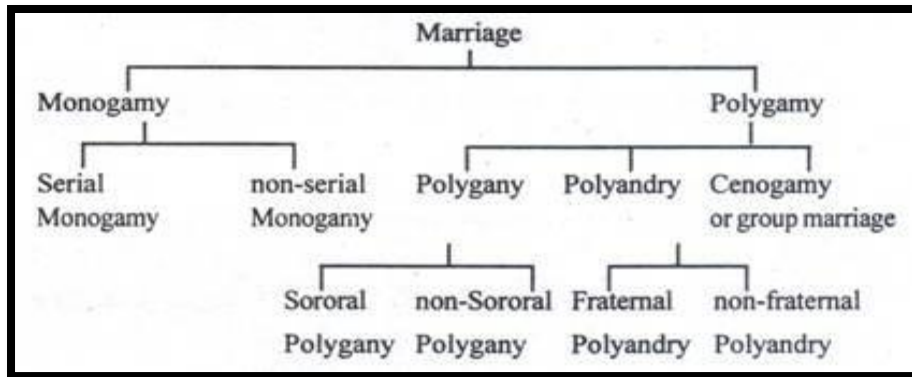 Marriage
Monogamy Polygamy
Serial non-serial Polygany Polyandry Cenogamy
Monogamy Monogamy or group marriage
Sororal non-Sororal Fraternal non-fraternal
Polygany Polygany Polyandry Polyandry